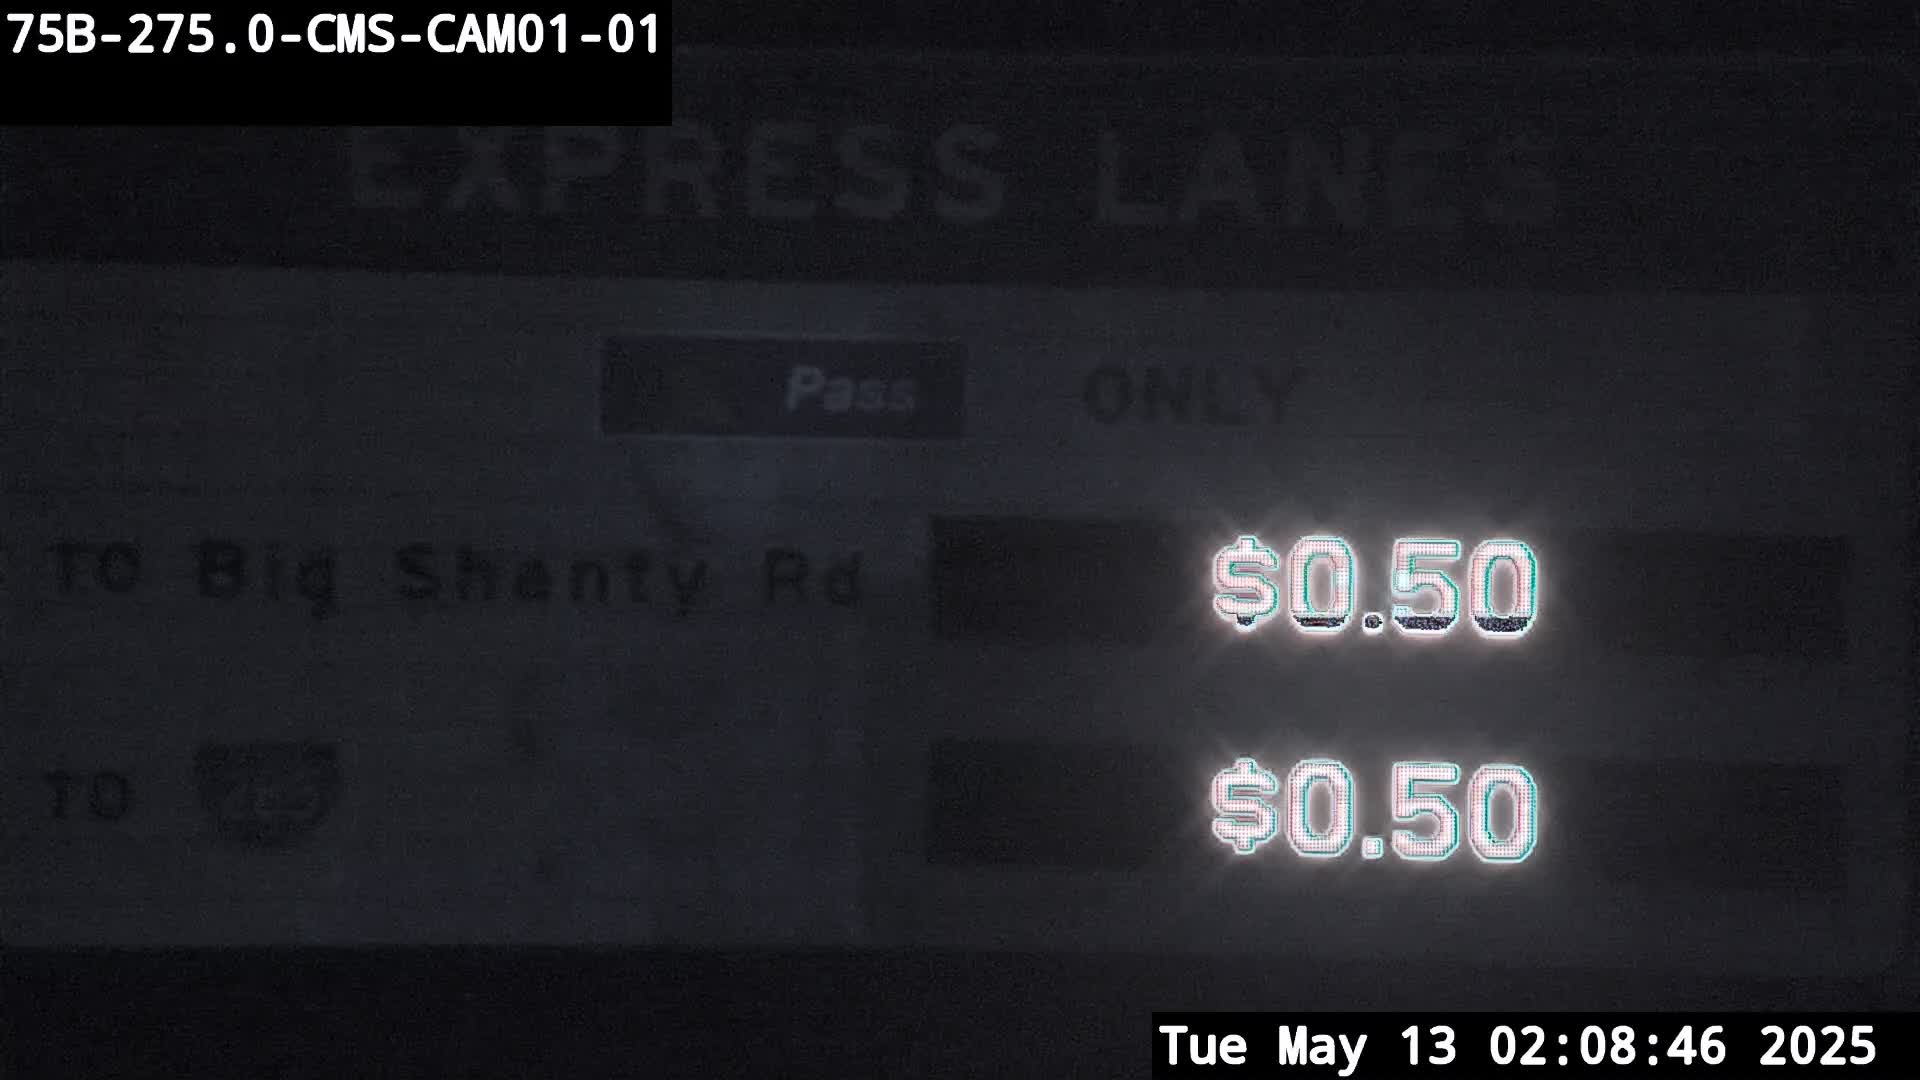 75B-275.0-CMS-CAM01-01
EXPRESS LANES
Pass ONLY
TO Big Shanty Rd $0.50
TO $0.50
Tue May 13 02:08:46 2025